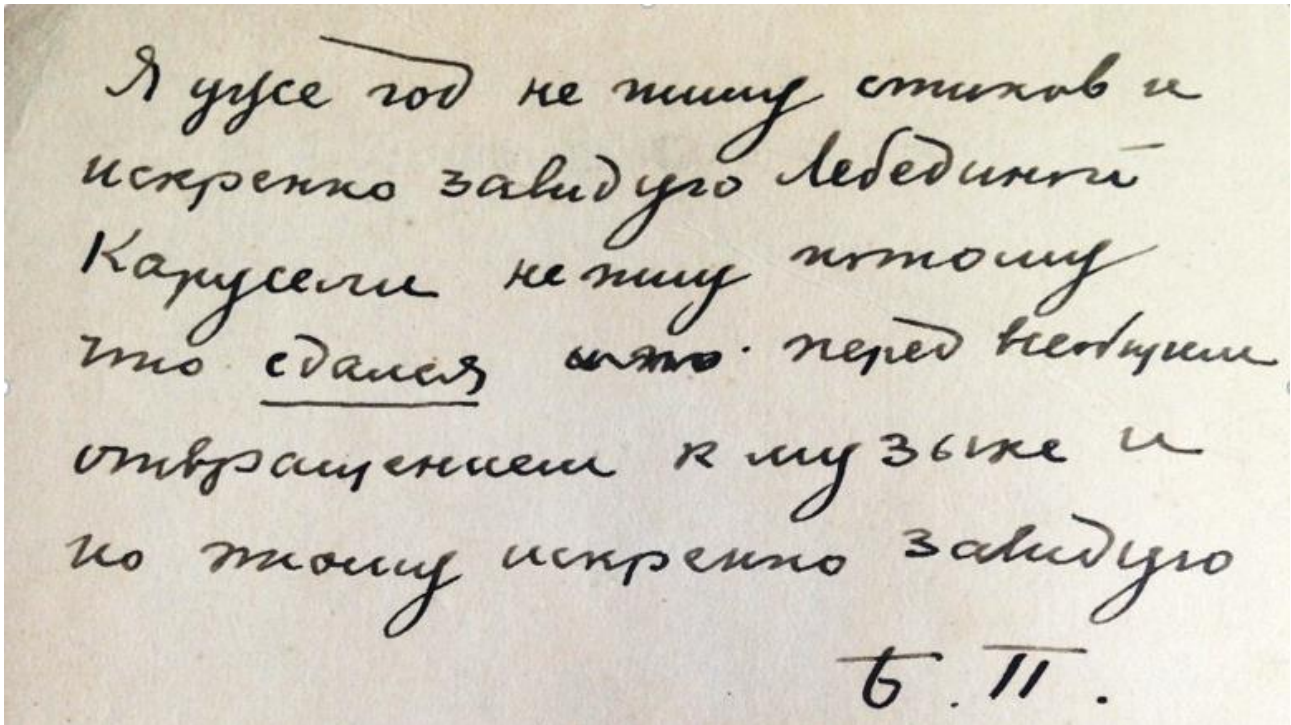 Я уже год не пишу стихов и
искренно завидую Лебединой
Карусели не пишу потому
что сдался перед всеобщим
отвращением к музыке и
по этому искренно завидую
Б. П.